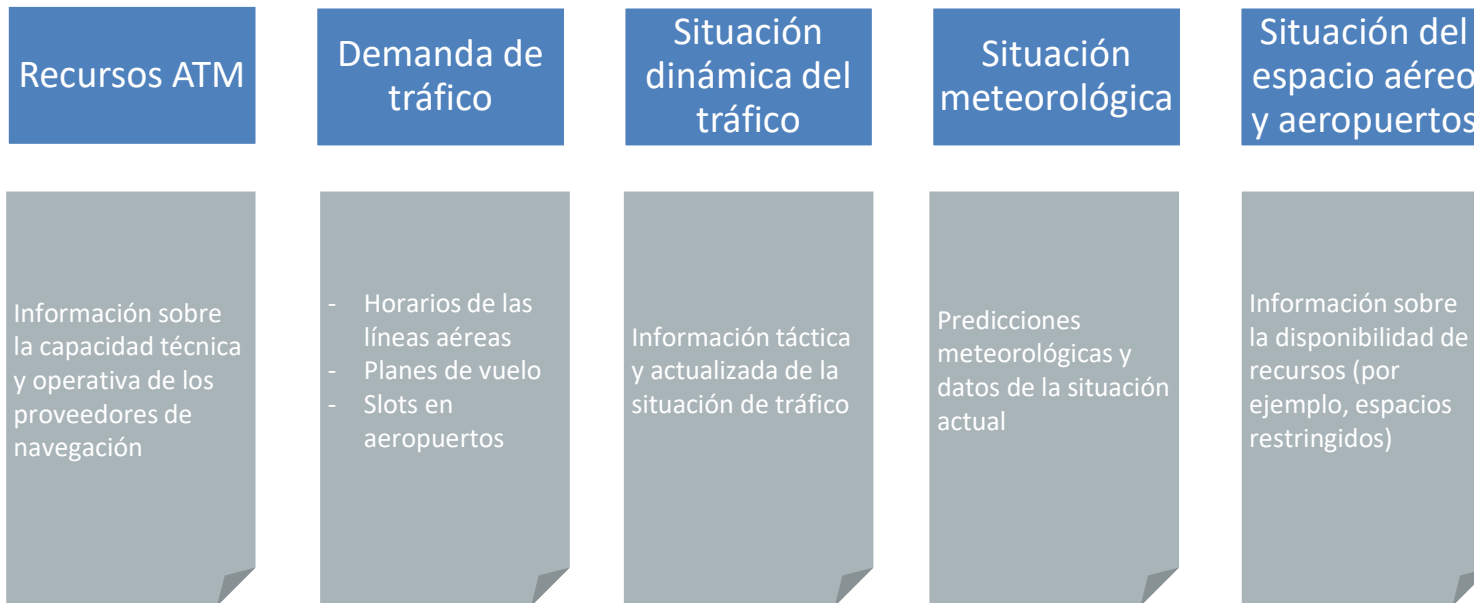 Recursos ATM
Información sobre
la capacidad técnica
y operativa de los
proveedores de
navegación
Demanda de
tráfico
- Horarios de las
líneas aéreas
- Planes de vuelo
- Slots en
aeropuertos
Situación
dinámica del
tráfico
Información táctica
y actualizada de la
situación de tráfico
Situación
meteorológica
Predicciones
meteorológicas y
datos de la situación
actual
Situación del
espacio aéreo
y aeropuertos
Información sobre
la disponibilidad de
recursos (por
ejemplo, espacios
restringidos)